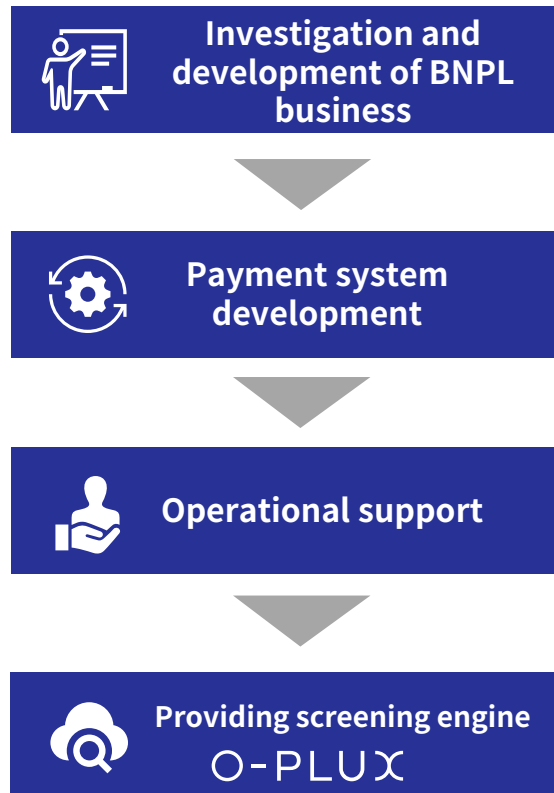 Investigation and
development of BNPL
business
Payment system
development
Operational support
Providing screening engine
O-PLUX